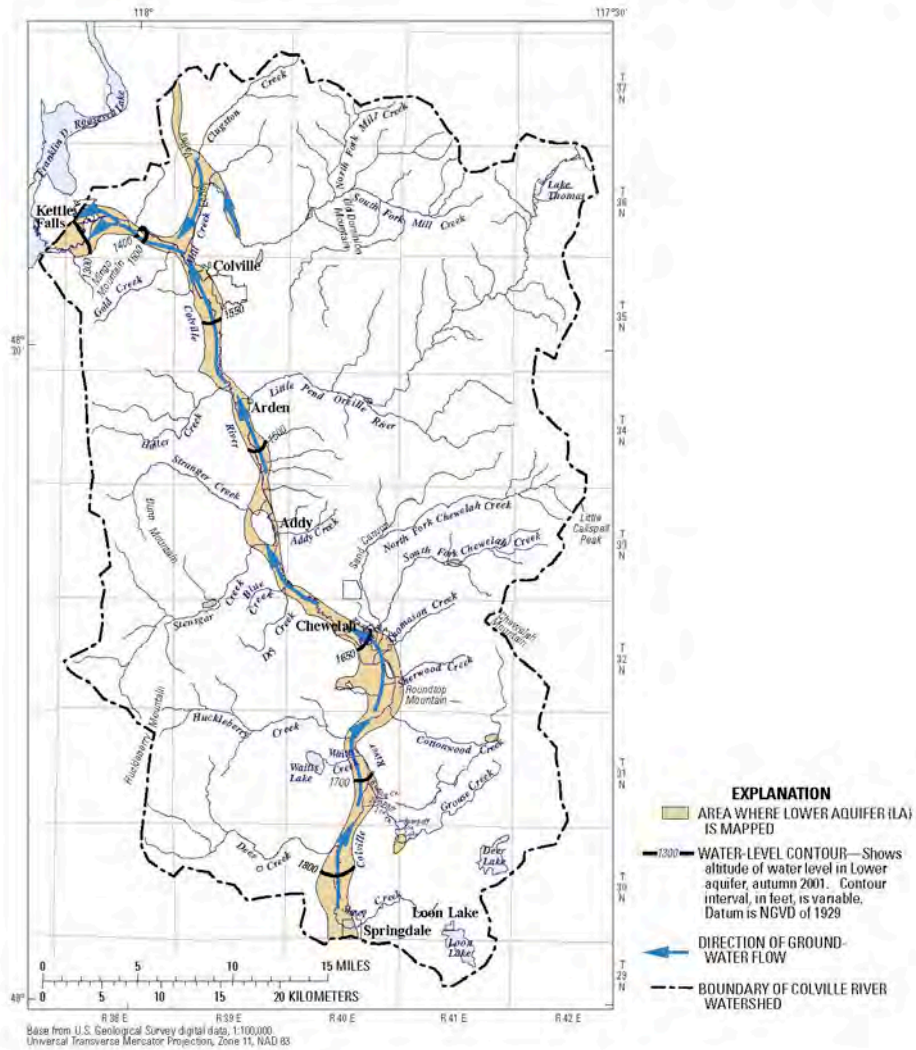 118°
117°30'
T
37
N
Franklin D. Roosevelt Lake
Clugston
Creek
North Fork Mill Creek
Lake
Thomas
T
36
N
Kettle
Falls
Old Dominion
Mountain
South Fork Mill Creek
Mill Creek
1400
1500
1300
Mingo
Mountain
Colville
Gold Creek
T
35
N
Colville
1550
48°
30'
Little Pend Oreille
River
Arden
Haller Creek
River
1600
T
34
N
Stranger Creek
Dunn Mountain
Addy
Addy Creek
Sand Canyon
North Fork Chewelah Creek
South Fork Chewelah Creek
Little
Calispell
Peak
T
33
N
Stensgar Creek
Blue
Creek
Creek
Chewelah
Thomason Creek
Chewelah
Mountain
1650
T
32
N
Sherwood Creek
Roundtop
Mountain
Huckleberry Mountain
Huckleberry
Creek
Cottonwood Creek
Waitts
Lake
River
T
31
N
1700
Grouse Creek
Deer
Creek
Colville
Deer
Lake
1800
T
30
N
Creek
Loon Lake
Springdale
Loon
Lake
T
29
N
0 5 10 15 MILES
0 5 10 15 20 KILOMETERS
48°
R 38 E R 39 E R 40 E R 41 E R 42 E
Base from U.S. Geological Survey digital data, 1:100,000
Universal Transverse Mercator Projection, Zone 11, NAD 83
EXPLANATION
AREA WHERE LOWER AQUIFER (LA)
IS MAPPED
1300 WATER-LEVEL CONTOUR—Shows
altitude of water level in Lower
aquifer, autumn 2001. Contour
interval, in feet, is variable.
Datum is NGVD of 1929
DIRECTION OF GROUND-
WATER FLOW
BOUNDARY OF COLVILLE RIVER
WATERSHED